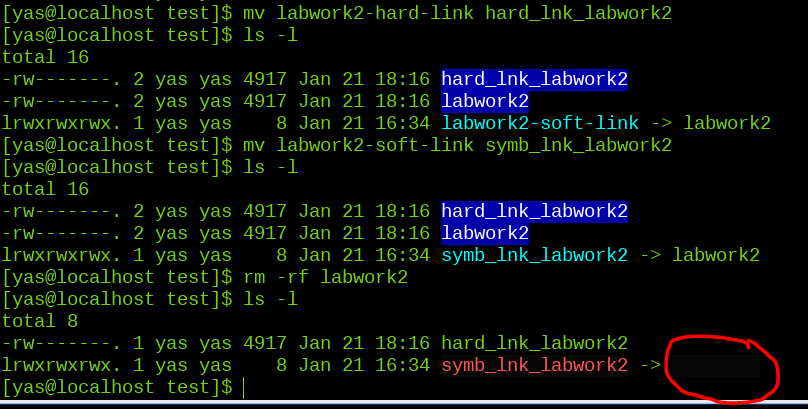 [yas@localhost test]$ mv labwork2-hard-link hard_lnk_labwork2
[yas@localhost test]$ ls -l
total 16
-rw-------. 2 yas yas 4917 Jan 21 18:16 hard_lnk_labwork2
-rw-------. 2 yas yas 4917 Jan 21 18:16 labwork2
lrwxrwxrwx. 1 yas yas    8 Jan 21 16:34 labwork2-soft-link -> labwork2
[yas@localhost test]$ mv labwork2-soft-link symb_lnk_labwork2
[yas@localhost test]$ ls -l
total 16
-rw-------. 2 yas yas 4917 Jan 21 18:16 hard_lnk_labwork2
-rw-------. 2 yas yas 4917 Jan 21 18:16 labwork2
lrwxrwxrwx. 1 yas yas    8 Jan 21 16:34 symb_lnk_labwork2 -> labwork2
[yas@localhost test]$ rm -rf labwork2
[yas@localhost test]$ ls -l
total 8
-rw-------. 1 yas yas 4917 Jan 21 18:16 hard_lnk_labwork2
lrwxrwxrwx. 1 yas yas    8 Jan 21 16:34 symb_lnk_labwork2 ->
[yas@localhost test]$